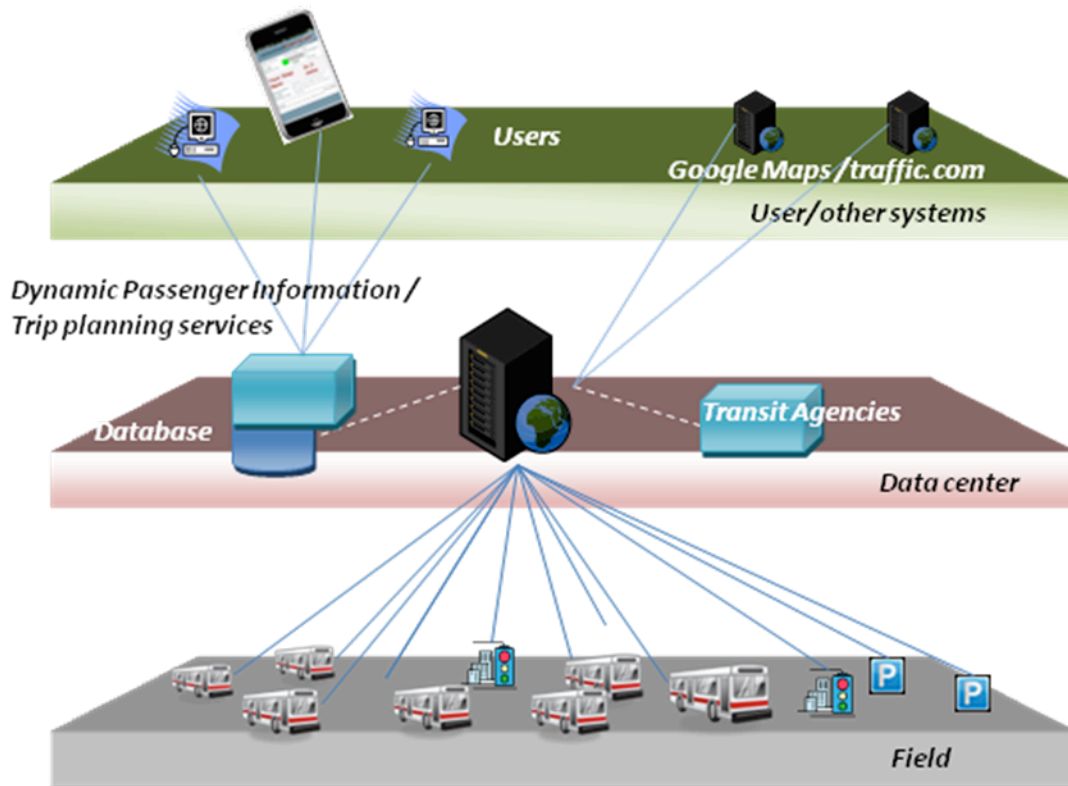 Users
Google Maps/traffic.com
User/other systems
Dynamic Passenger Information /
Trip planning services
Transit Agencies
Database
Data center
P
P
Field